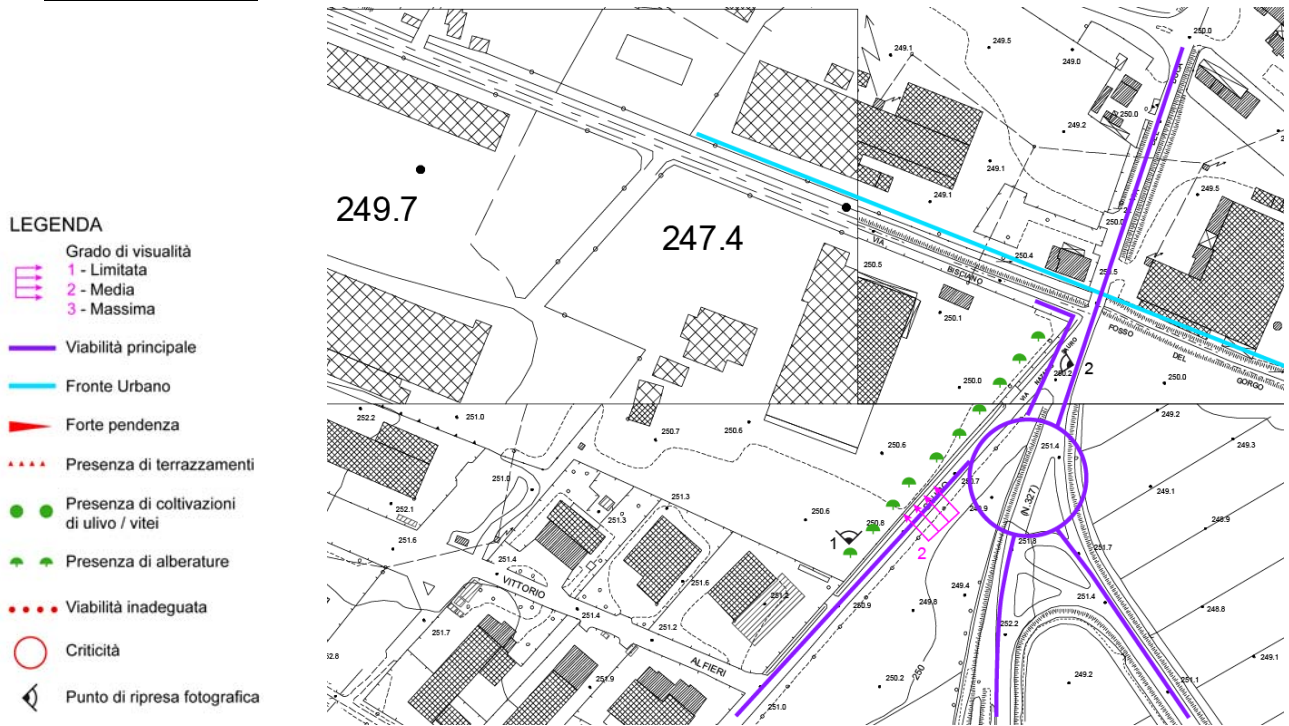 LEGENDA
Grado di visualità
1 - Limitata
2 - Media
3 - Massima
Viabilità principale
Fronte Urbano
Forte pendenza
Presenza di terrazzamenti
Presenza di coltivazioni
di ulivo / vitei
Presenza di alberature
Viabilità inadeguata
Criticità
Punto di ripresa fotografica
250.0
249.5
249.1
249.0
250.0
249.2
DEL
249.1
249.5
249.1
249.7
247.4
VIA
250.4
250.5
BISCIANO
250.1
FOSSO
DEL
GORGO
2
250.2
250.0
250.0
VIA
252.2
251.0
250.7
250.6
250.6
251.4
249.2
249.3
251.0
251.3
249.1
252.1
251.3
250.6
250.8
(N.327)
248.9
251.6
1
2
251.7
251.4
251.6
249.4
VITTORIO
251.2
250.9
249.8
251.4
248.8
251.7
251.4
251.2
252.2
ALFIERI
250
249.1
251.9
250.2
249.2
251.1
251.0